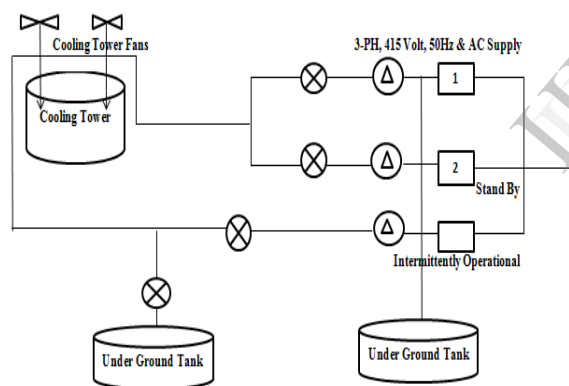 Cooling Tower Fans
3-PH, 415 Volt, 50Hz & AC Supply
Cooling Tower
Δ
1
Δ
2
Stand By
Δ
Intermittently Operational
Under Ground Tank
Under Ground Tank